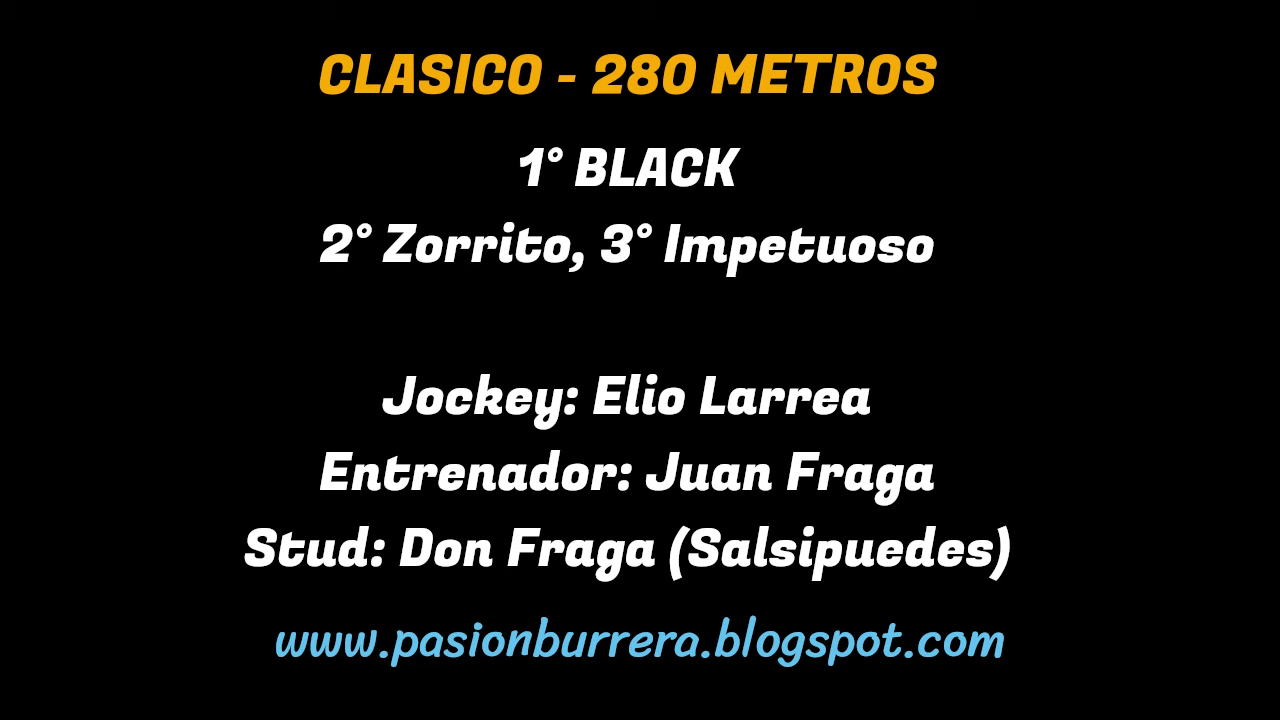 CLASICO - 280 METROS
1° BLACK
2° Zorrito, 3° Impetuoso
Jockey: Elio Larrea
Entrenador: Juan Fraga
Stud: Don Fraga (Salsipuedes)
www.pasionburrera.blogspot.com